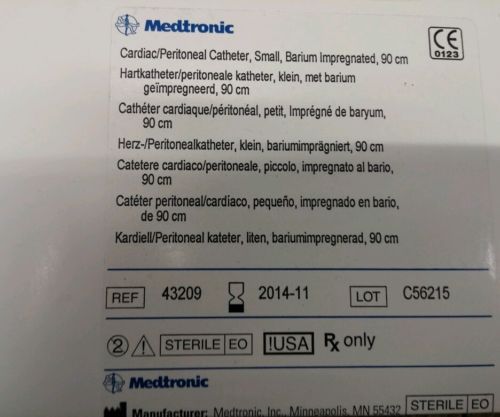 Medtronic
CE
0123
Cardiac/Peritoneal Catheter, Small, Barium Impregnated, 90 cm
Hartkatheter/peritoneale katheter, klein, met barium
geïmpregneerd, 90 cm
Cathéter cardiaque/péritonéal, petit, Imprégné de baryum,
90 cm
Herz-/Peritonealkatheter, klein, bariumimprägniert, 90 cm
Catetere cardiaco/peritoneale, piccolo, impregnato al bario,
90 cm
Catéter peritoneal/cardíaco, pequeño, impregnado en bario,
de 90 cm
Kardiell/Peritoneal kateter, liten, bariumimpregnerad, 90 cm
REF 43209 2014-11 LOT C56215
2 STERILE EO !USA Rx only
Medtronic
Manufacturer: Medtronic, Inc., Minneapolis, MN 55432 STERILE EO